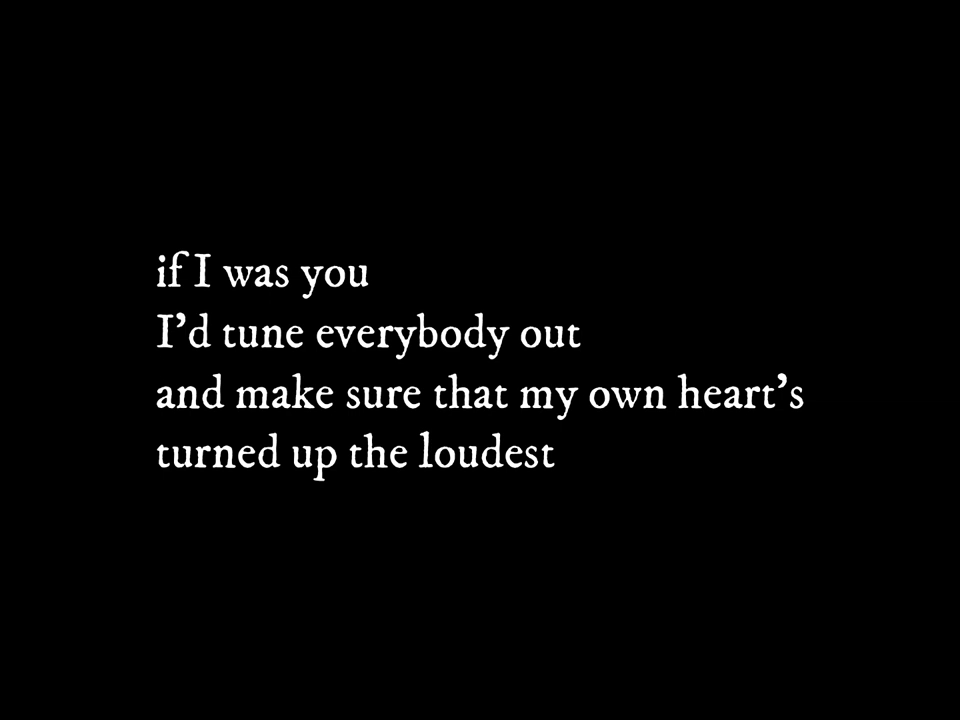 if I was you
I’d tune everybody out
and make sure that my own heart’s
turned up the loudest